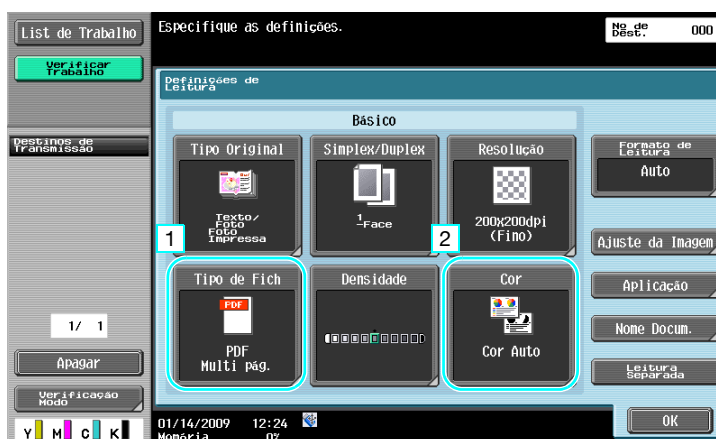 List de Trabalho
Especifique as definições.
No de
Dest.
000
Verificar
Trabalho
Definições de
Leitura
Básico
Destinos de
Transmissão
Tipo Original
Simplex/Duplex
Resolução
Formato de
Leitura
Auto
Texto/
Foto
Foto
Impressa
1
-Face
200x200dpi
(Fino)
1
2
Ajuste da Imagem
Tipo de Fich
Densidade
Cor
Aplicação
PDF
PDF
Multi pág.
Cor Auto
1/ 1
Nome Docum.
Apagar
Leitura
Separada
Verificação
Modo
OK
Y M C K
01/14/2009 12:24
Memória 0%